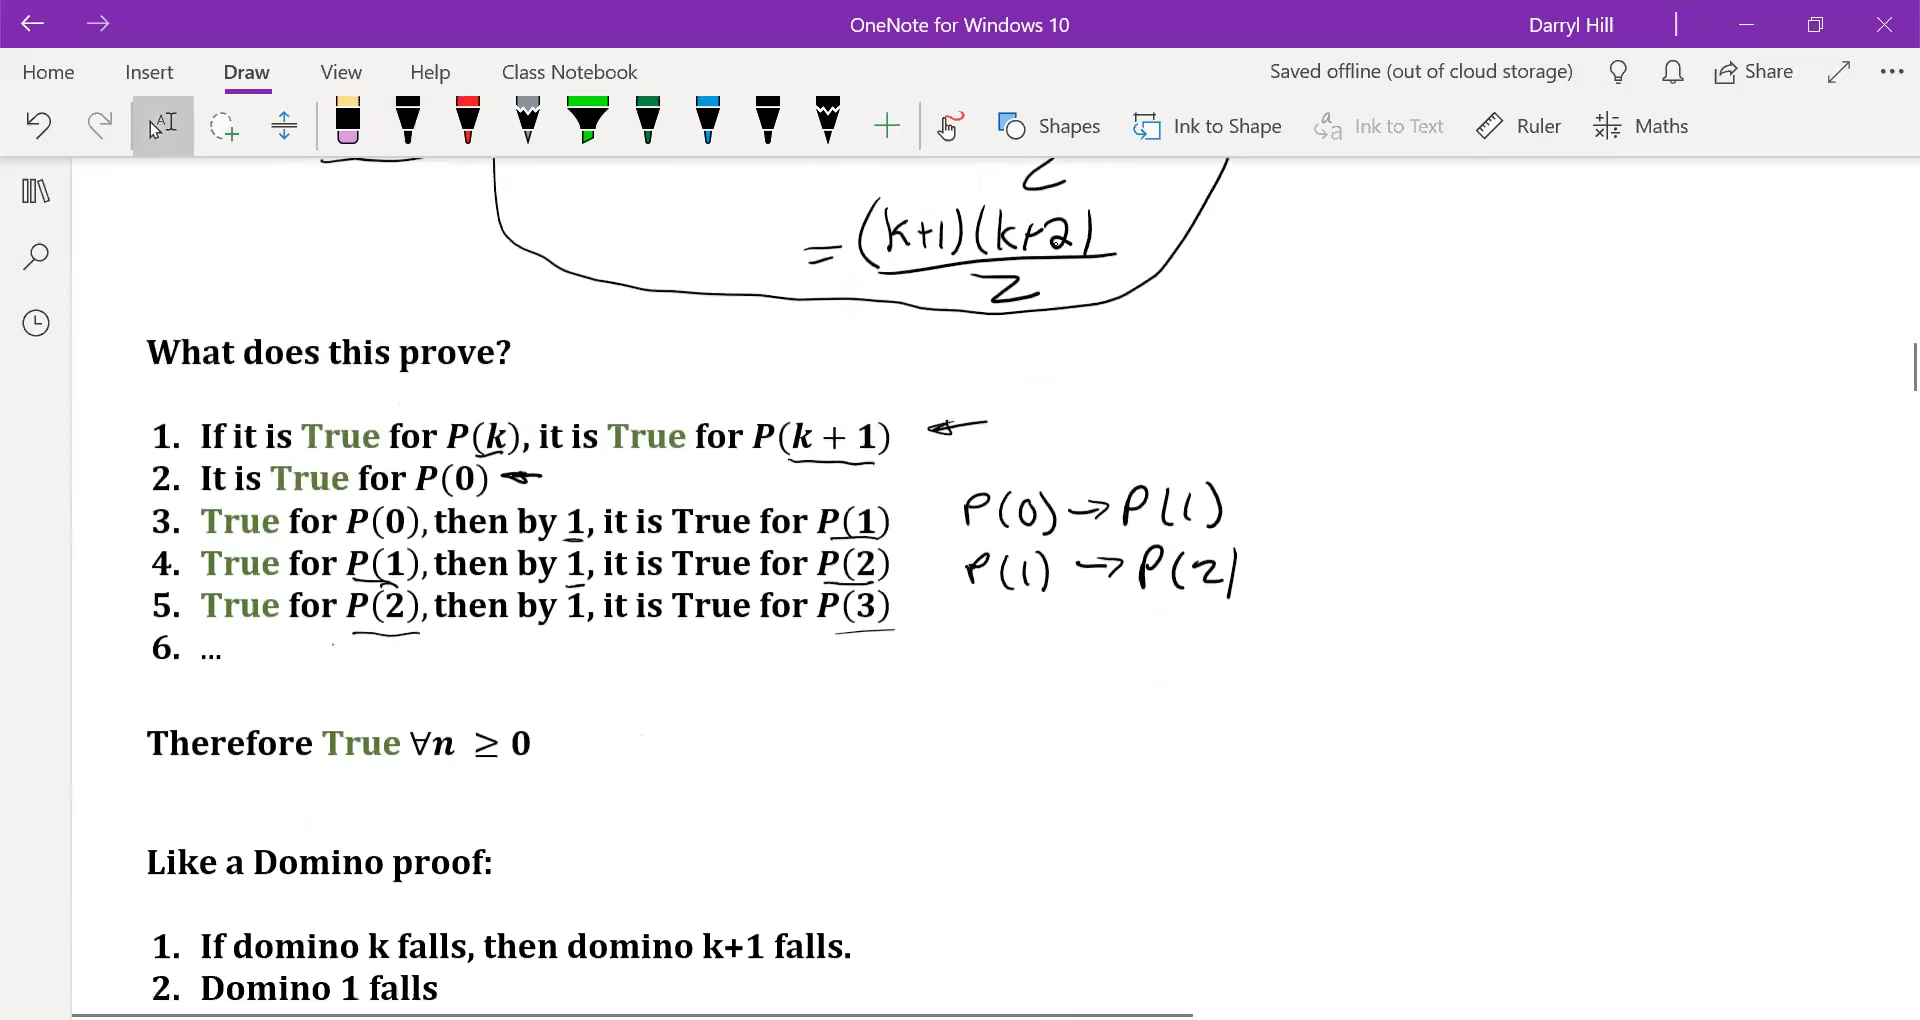 OneNote for Windows 10
Darryl Hill
Home Insert Draw View Help Class Notebook
Saved offline (out of cloud storage) Share
Shapes Ink to Shape Ink to Text Ruler Maths
2
= (k+1)(k+2)
2
What does this prove?
1. If it is True for P(k), it is True for P(k + 1)
2. It is True for P(0)
3. True for P(0), then by 1, it is True for P(1)
P(0) → P(1)
4. True for P(1), then by 1, it is True for P(2)
P(1) → P(2)
5. True for P(2), then by 1, it is True for P(3)
6. ...
Therefore True ∀n ≥ 0
Like a Domino proof:
1. If domino k falls, then domino k+1 falls.
2. Domino 1 falls